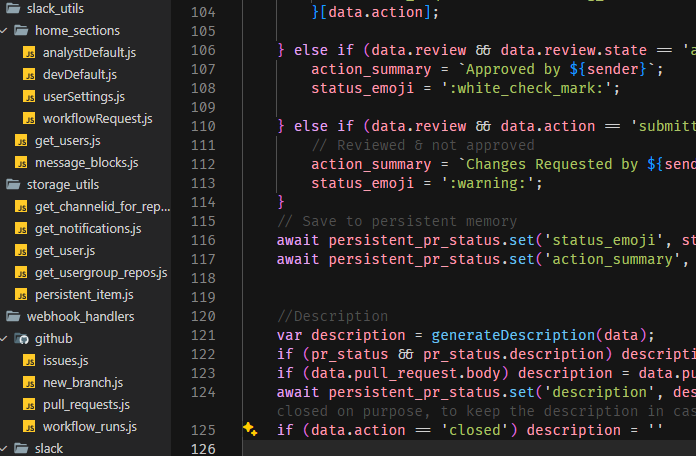 slack_utils
home_sections
analystDefault.js
devDefault.js
userSettings.js
workflowRequest.js
get_users.js
message_blocks.js
storage_utils
get_channelid_for_rep...
get_notifications.js
get_user.js
get_usergroup_repos.js
persistent_item.js
webhook_handlers
github
issues.js
new_branch.js
pull_requests.js
workflow_runs.js
slack
104 }[data.action];
105
106 } else if (data.review && data.review.state == 'a
107 action_summary = `Approved by ${sender}`;
108 status_emoji = ':white_check_mark:';
109
110 } else if (data.review && data.action == 'submitt
111 // Reviewed & not approved
112 action_summary = `Changes Requested by ${send
113 status_emoji = ':warning:';
114 }
115 // Save to persistent memory
116 await persistent_pr_status.set('status_emoji', st
117 await persistent_pr_status.set('action_summary',
118
119
120 //Description
121 var description = generateDescription(data);
122 if (pr_status && pr_status.description) descripti
123 if (data.pull_request.body) description = data.pu
124 await persistent_pr_status.set('description', des
closed on purpose, to keep the description in cas
125 if (data.action == 'closed') description = ''
126